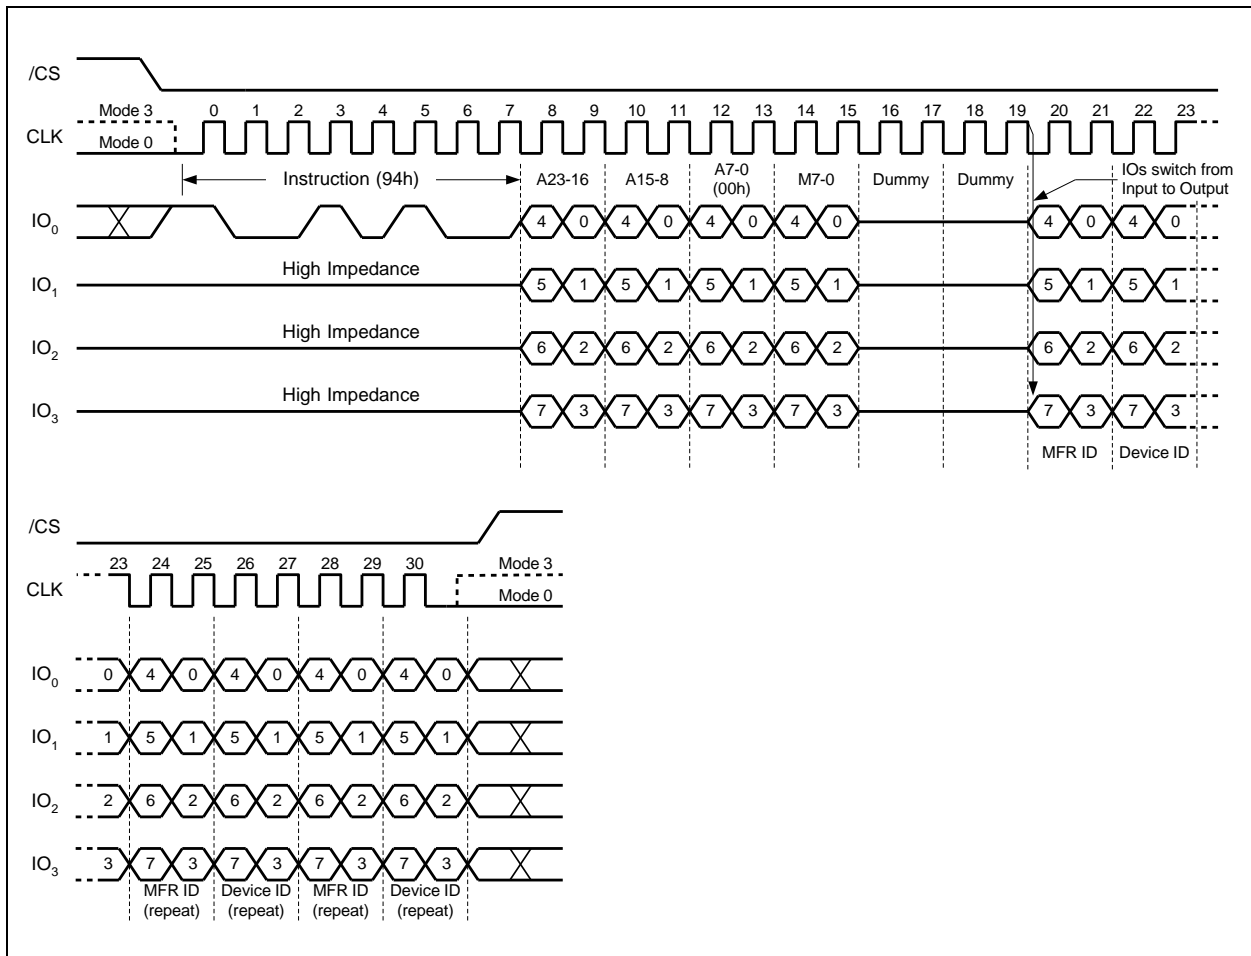 /CS
Mode 3 0 1 2 3 4 5 6 7 8 9 10 11 12 13 14 15 16 17 18 19 20 21 22 23
CLK Mode 0
Instruction (94h) A23-16 A15-8 A7-0 (00h) M7-0 Dummy Dummy IOs switch from Input to Output
IO0 4 0 4 0 4 0 4 0 4 0 4 0
High Impedance
IO1 5 1 5 1 5 1 5 1 5 1 5 1
High Impedance
IO2 6 2 6 2 6 2 6 2 6 2 6 2
High Impedance
IO3 7 3 7 3 7 3 7 3 7 3 7 3
MFR ID Device ID
/CS
23 24 25 26 27 28 29 30 Mode 3
CLK Mode 0
IO0 0 4 0 4 0 4 0 4 0
IO1 1 5 1 5 1 5 1 5 1
IO2 2 6 2 6 2 6 2 6 2
IO3 3 7 3 7 3 7 3 7 3
MFR ID Device ID MFR ID Device ID
(repeat) (repeat) (repeat) (repeat)